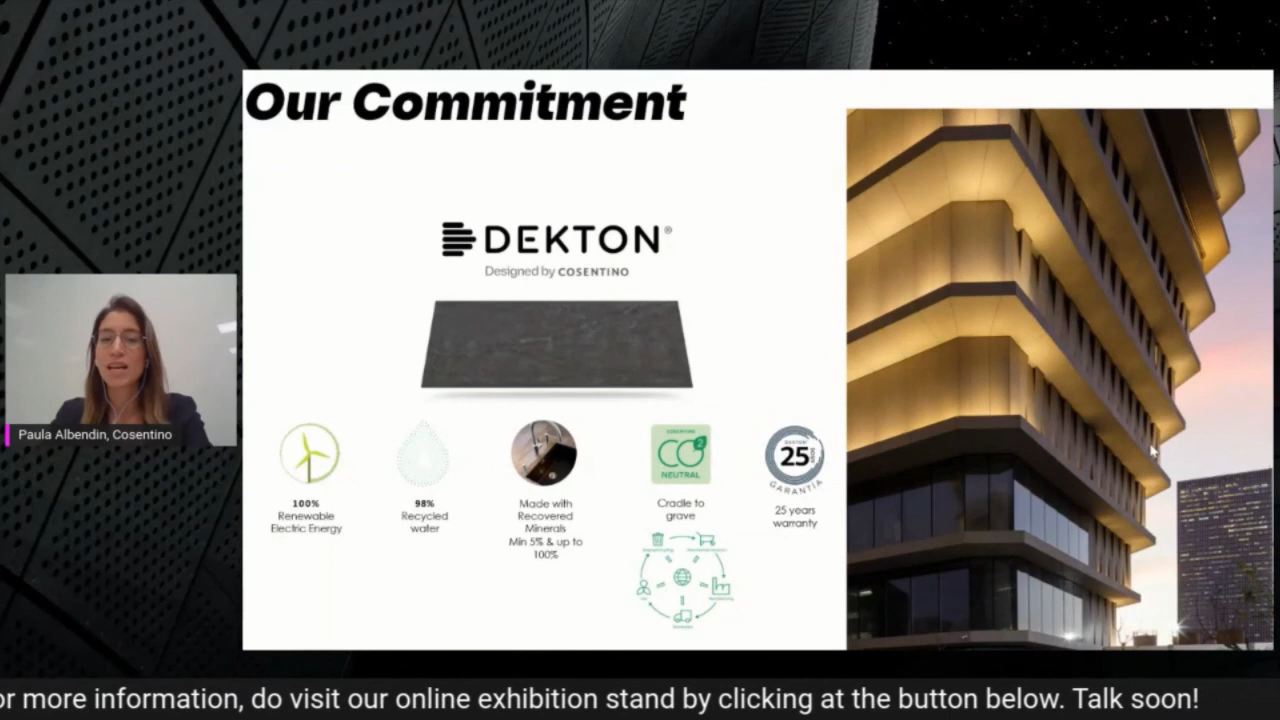 Our Commitment
DEKTON®
Designed by COSENTINO
Paula Albendin, Cosentino
100%
Renewable
Electric Energy
98%
Recycled
water
Made with
Recovered
Minerals
Min 5% & up to
100%
COSENTINO
CO2
NEUTRAL
Cradle to
grave
DEKTON
25
AÑOS
GARANTIA
25 years
warranty
or more information, do visit our online exhibition stand by clicking at the button below. Talk soon!